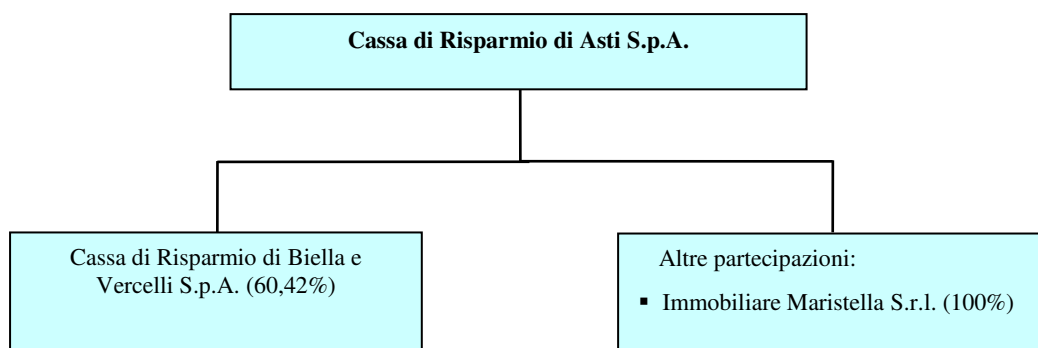 Cassa di Risparmio di Asti S.p.A.
Cassa di Risparmio di Biella e
Vercelli S.p.A. (60,42%)
Altre partecipazioni:
▪ Immobiliare Maristella S.r.l. (100%)